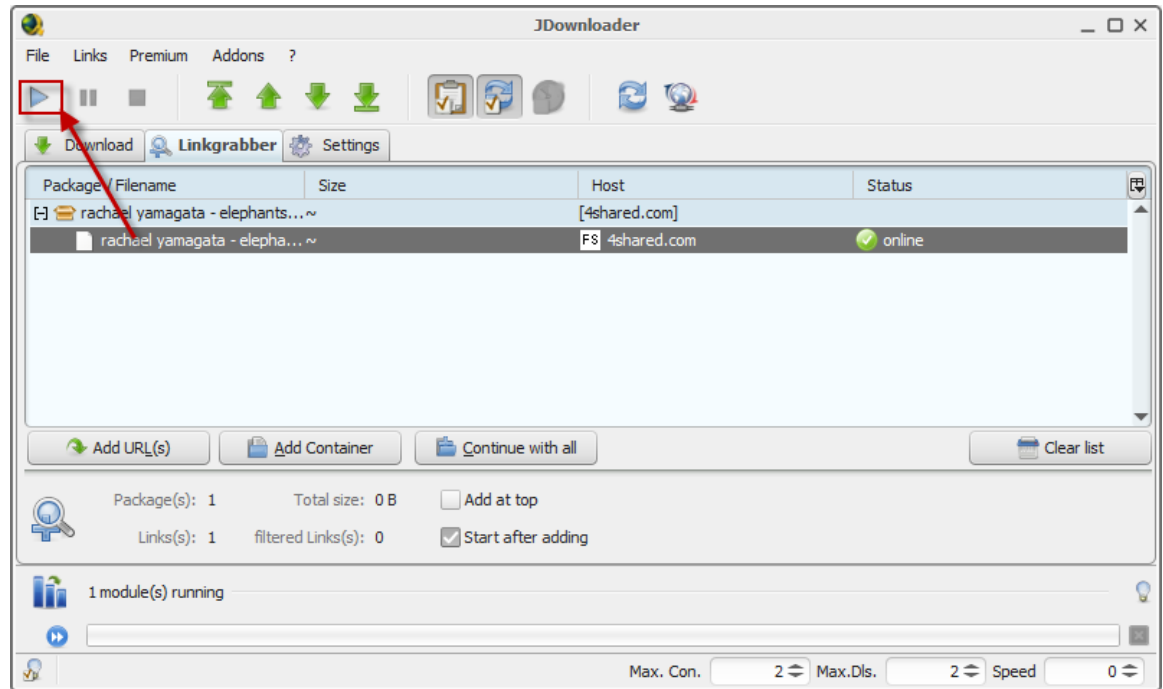 JDownloader
File Links Premium Addons ?
Download Linkgrabber Settings
Package / Filename Size Host Status
rachael yamagata - elephants... ~ [4shared.com]
rachael yamagata - elepha... ~ FS 4shared.com online
Add URL(s) Add Container Continue with all Clear list
Package(s): 1 Total size: 0 B Add at top
Links(s): 1 filtered Links(s): 0 Start after adding
1 module(s) running
Max. Con. 2 Max.Dls. 2 Speed 0